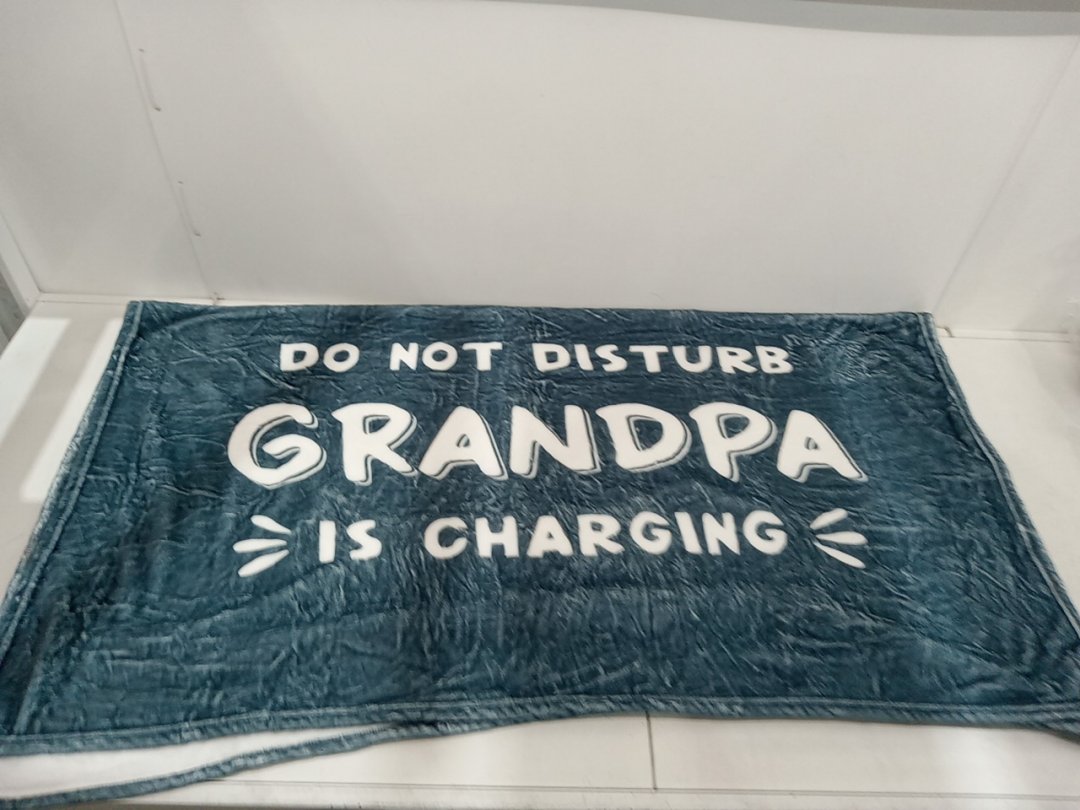 DO NOT DISTURB
GRANDPA
IS CHARGING